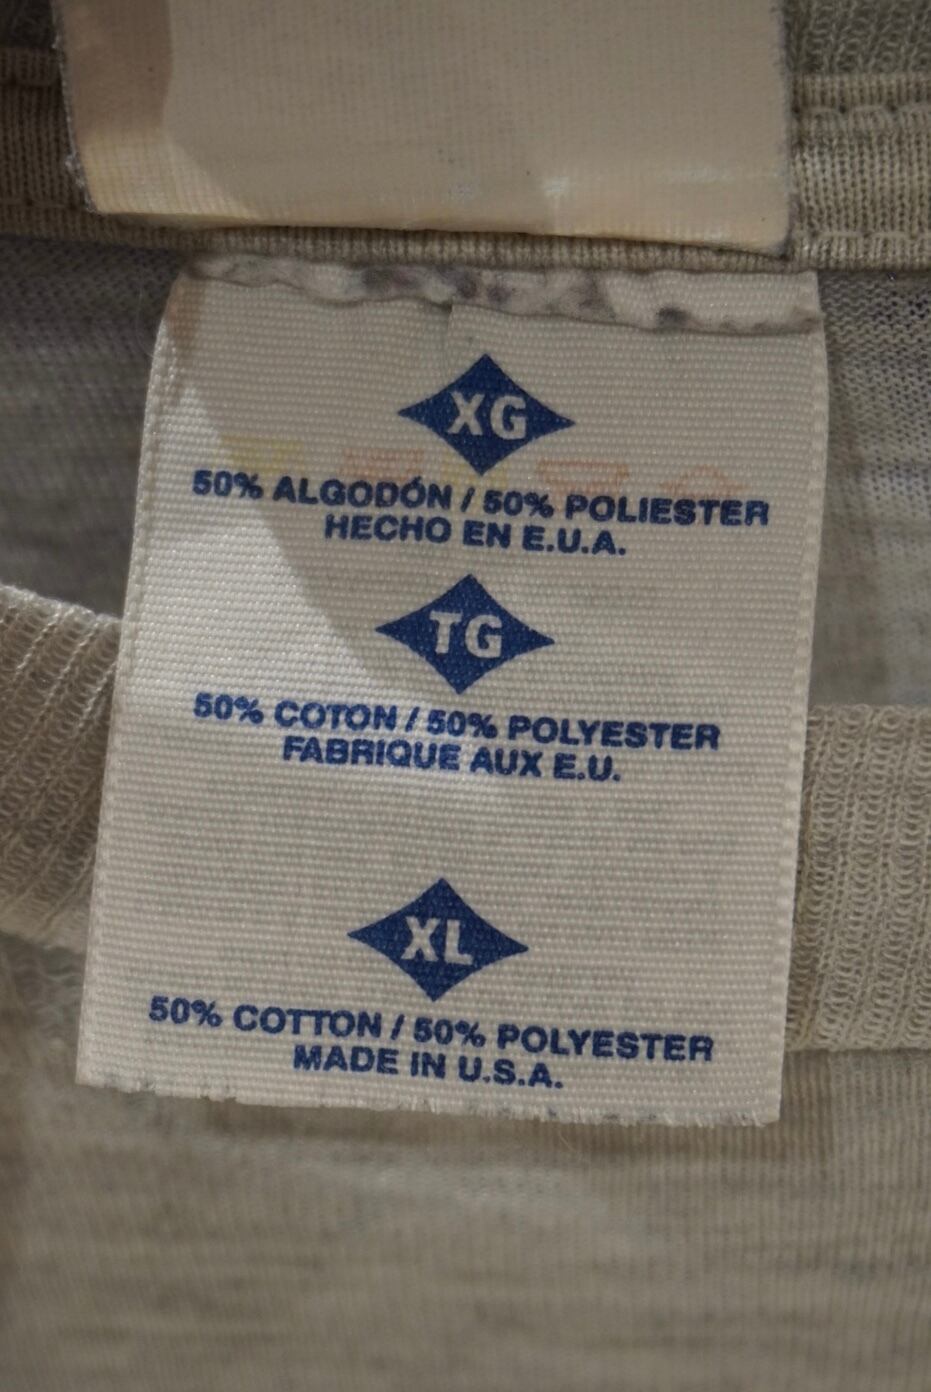 XG
50% ALGODÓN / 50% POLIESTER
HECHO EN E.U.A.
TG
50% COTON / 50% POLYESTER
FABRIQUE AUX E.U.
XL
50% COTTON / 50% POLYESTER
MADE IN U.S.A.